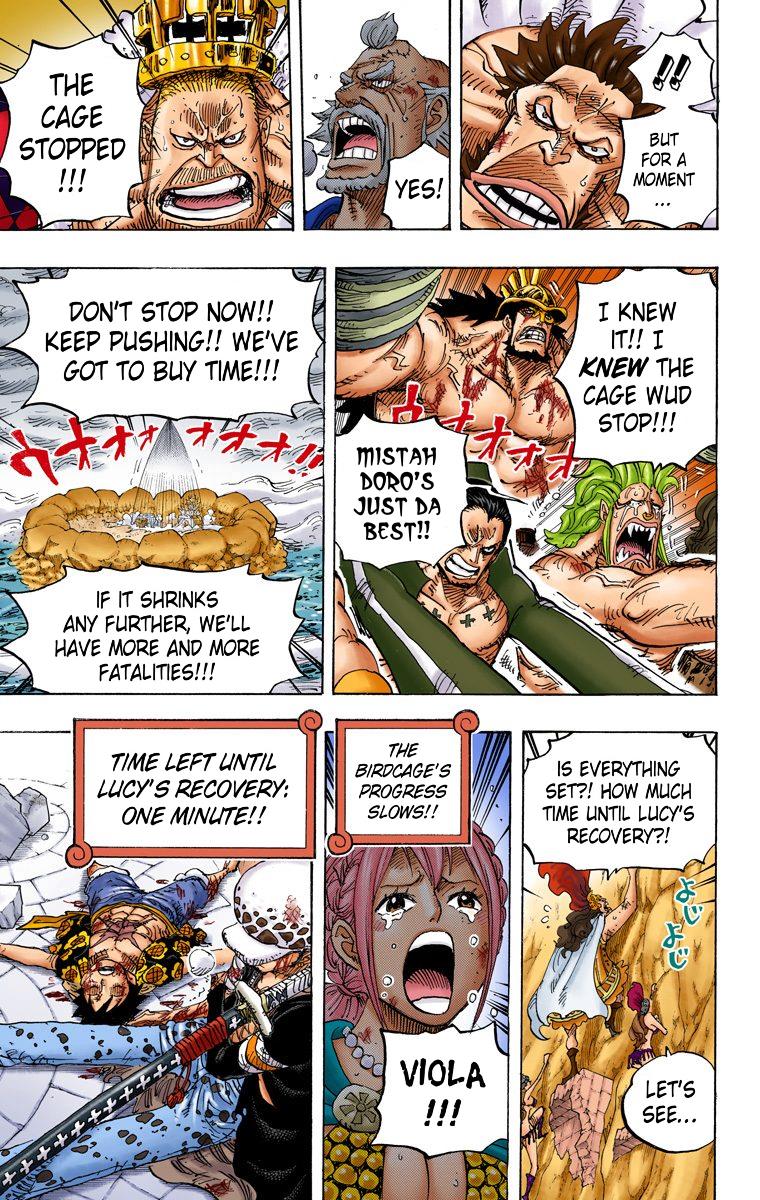 !!
BUT
FOR A
MOMENT
...
YES!
THE
CAGE
STOPPED
!!!
I KNEW
IT!! I
KNEW THE
CAGE WUD
STOP!!!
ウオオオオ
MISTAH
DORO'S
JUST DA
BEST!!
DON'T STOP NOW!!
KEEP PUSHING!! WE'VE
GOT TO BUY TIME!!!
ウオオオオオオオオ!!
IF IT SHRINKS
ANY FURTHER, WE'LL
HAVE MORE AND MORE
FATALITIES!!!
IS EVERYTHING
SET?! HOW MUCH
TIME UNTIL LUCY'S
RECOVERY?!
よじ
よじ
LET'S
SEE...
THE
BIRDCAGE'S
PROGRESS
SLOWS!!
VIOLA
!!!
TIME LEFT UNTIL
LUCY'S RECOVERY:
ONE MINUTE!!